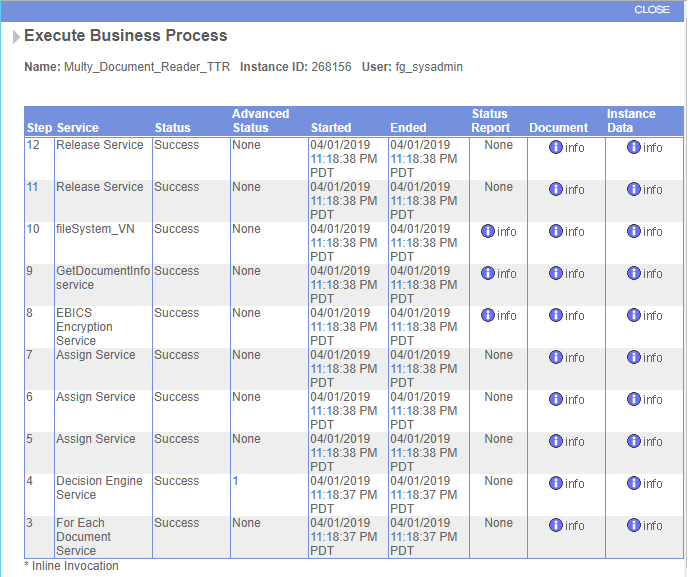 CLOSE
Execute Business Process
Name: Multy_Document_Reader_TTR Instance ID: 268156 User: fg_sysadmin
Advanced Status Instance
Step Service Status Status Started Ended Report Document Data
12 Release Service Success None 04/01/2019 04/01/2019 None info info
11:18:38 PM 11:18:38 PM
PDT PDT
11 Release Service Success None 04/01/2019 04/01/2019 None info info
11:18:38 PM 11:18:38 PM
PDT PDT
10 fileSystem_VN Success None 04/01/2019 04/01/2019 info info info
11:18:38 PM 11:18:38 PM
PDT PDT
9 GetDocumentInfo Success None 04/01/2019 04/01/2019 info info info
service 11:18:38 PM 11:18:38 PM
PDT PDT
8 EBICS Success None 04/01/2019 04/01/2019 info info info
Encryption 11:18:38 PM 11:18:38 PM
Service PDT PDT
7 Assign Service Success None 04/01/2019 04/01/2019 None info info
11:18:38 PM 11:18:38 PM
PDT PDT
6 Assign Service Success None 04/01/2019 04/01/2019 None info info
11:18:38 PM 11:18:38 PM
PDT PDT
5 Assign Service Success None 04/01/2019 04/01/2019 None info info
11:18:38 PM 11:18:38 PM
PDT PDT
4 Decision Engine Success 1 04/01/2019 04/01/2019 None info info
Service 11:18:37 PM 11:18:37 PM
PDT PDT
3 For Each Success None 04/01/2019 04/01/2019 None info info
Document 11:18:37 PM 11:18:37 PM
Service PDT PDT
* Inline Invocation